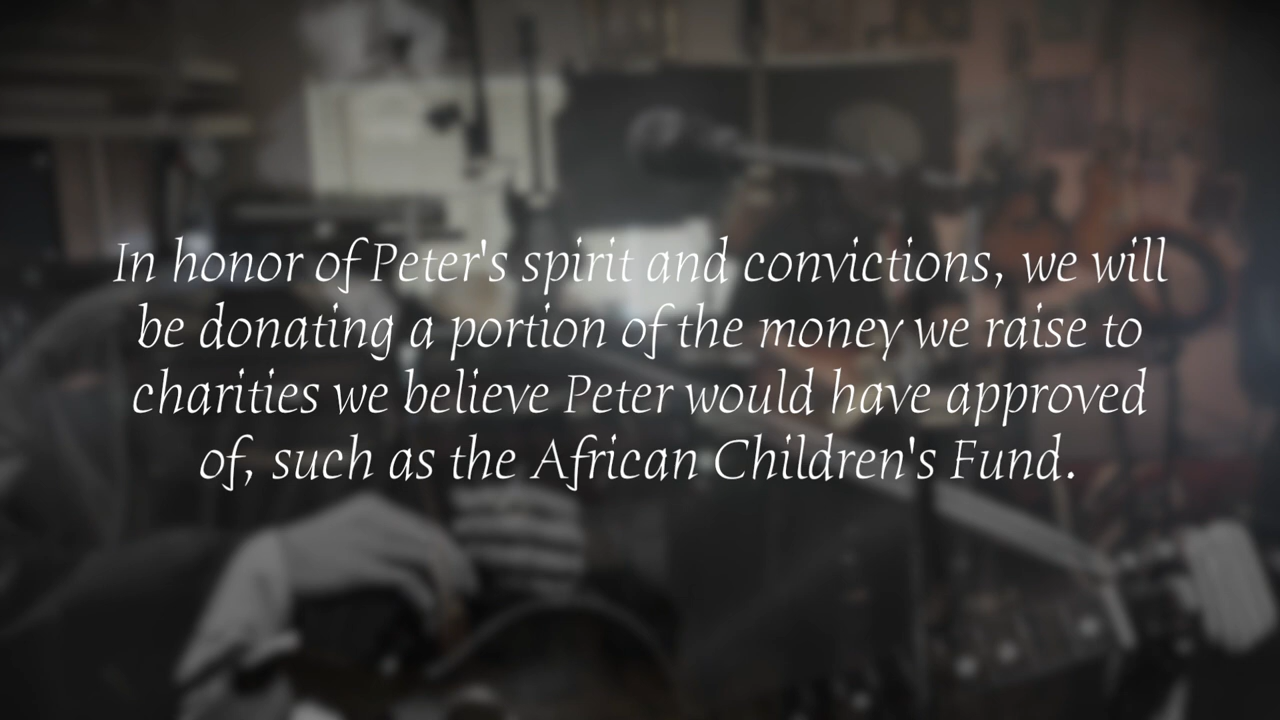 In honor of Peter's spirit and convictions, we will
be donating a portion of the money we raise to
charities we believe Peter would have approved
of, such as the African Children's Fund.